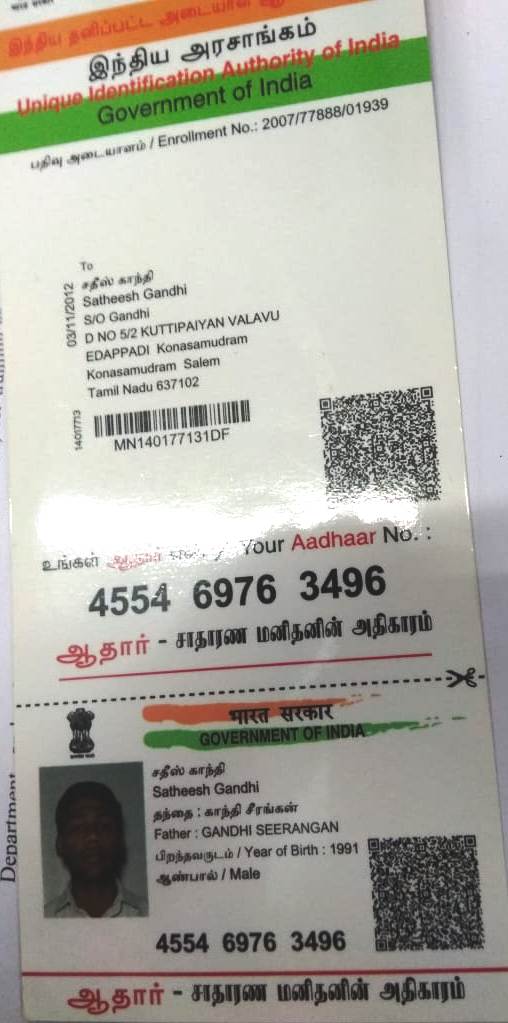 இந்திய அரசாங்கம்
Unique Identification Authority of India
Government of India
பதிவு அடையாளம் / Enrollment No.: 2007/77888/01939
To
சதீஸ் காந்தி
Satheesh Gandhi
S/O Gandhi
D NO 5/2 KUTTIPAIYAN VALAVU
EDAPPADI Konasamudram
Konasamudram Salem
Tamil Nadu 637102
03/11/2012
14017713
MN140177131DF
உங்கள் ஆதார் Your Aadhaar No. :
4554 6976 3496
ஆதார் - சாதாரண மனிதனின் அதிகாரம்
भारत सरकार
GOVERNMENT OF INDIA
சதீஸ் காந்தி
Satheesh Gandhi
தந்தை : காந்தி சீரங்கன்
Father : GANDHI SEERANGAN
பிறந்தவருடம் / Year of Birth : 1991
ஆண்பால் / Male
4554 6976 3496
ஆதார் - சாதாரண மனிதனின் அதிகாரம்
Department